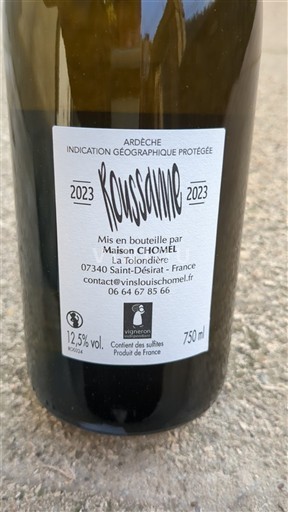 ARDÈCHE
INDICATION GÉOGRAPHIQUE PROTÉGÉE
2023 Roussanne 2023
Mis en bouteille par
Maison CHOMEL
La Tolondière
07340 Saint-Désirat - France
contact@vinslouischomel.fr
06 64 67 85 66
vigneron
12,5% vol. Contient des sulfites 750 ml
Produit de France